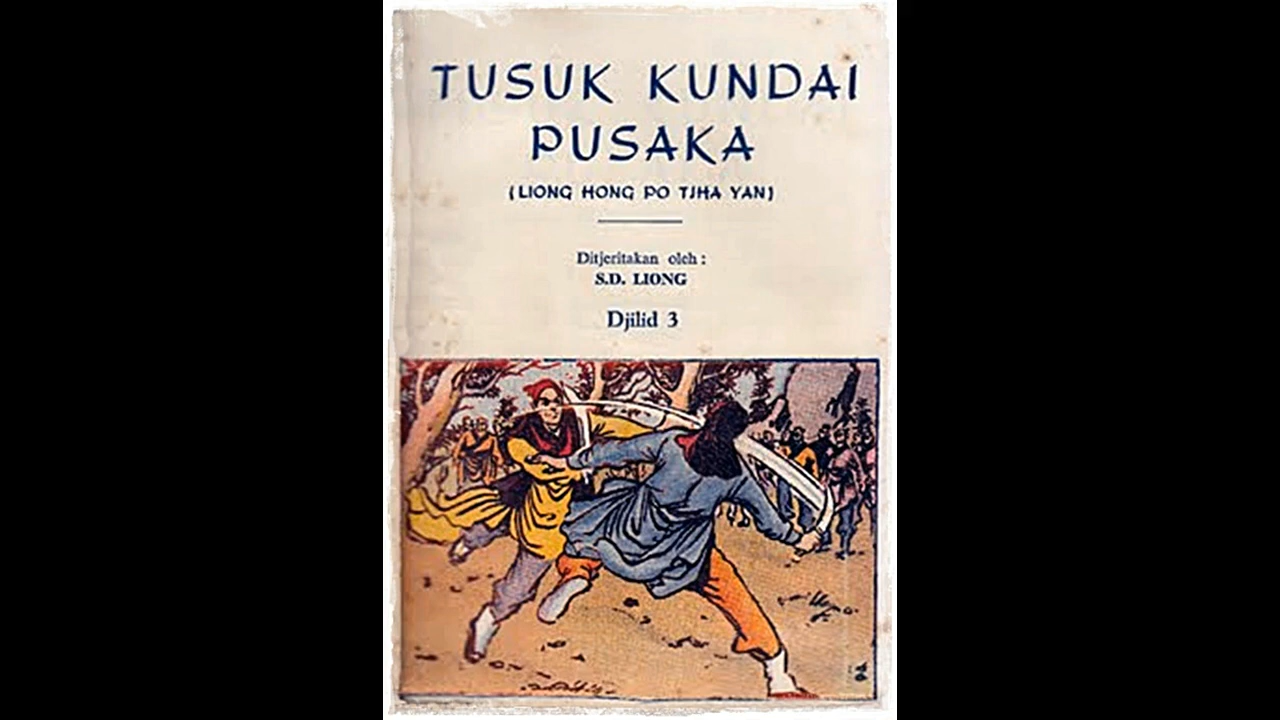 TUSUK KUNDAI
PUSAKA
(LIONG HONG PO TJHA YAN)
Ditjeritakan oleh :
S.D. LIONG
Djilid 3